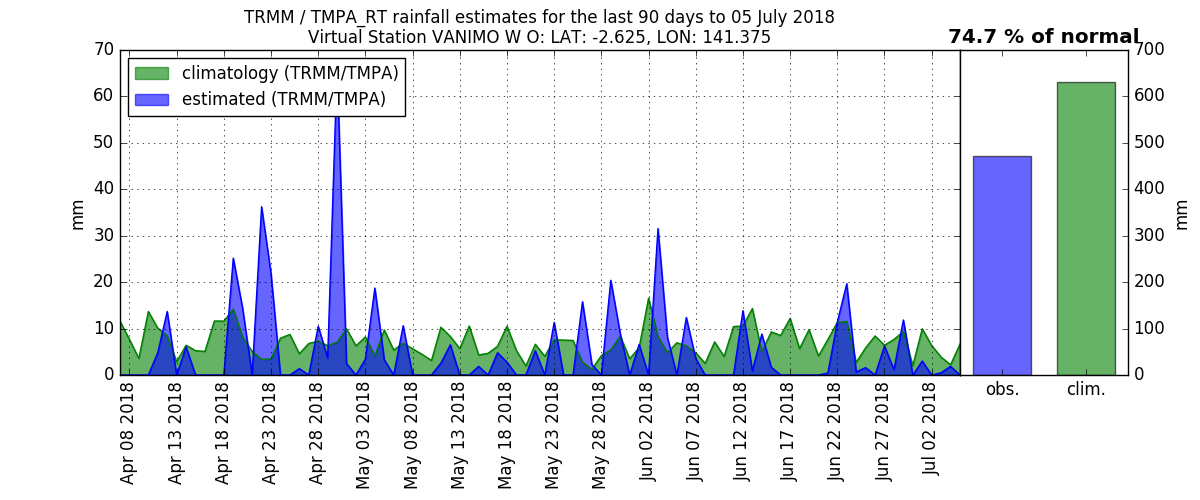 TRMM / TMPA_RT rainfall estimates for the last 90 days to 05 July 2018
Virtual Station VANIMO W O: LAT: -2.625, LON: 141.375
74.7 % of normal
climatology (TRMM/TMPA)
estimated (TRMM/TMPA)
mm
70
60
50
40
30
20
10
0
Apr 08 2018
Apr 13 2018
Apr 18 2018
Apr 23 2018
Apr 28 2018
May 03 2018
May 08 2018
May 13 2018
May 18 2018
May 23 2018
May 28 2018
Jun 02 2018
Jun 07 2018
Jun 12 2018
Jun 17 2018
Jun 22 2018
Jun 27 2018
Jul 02 2018
obs.
clim.
700
600
500
400
300
200
100
0
mm